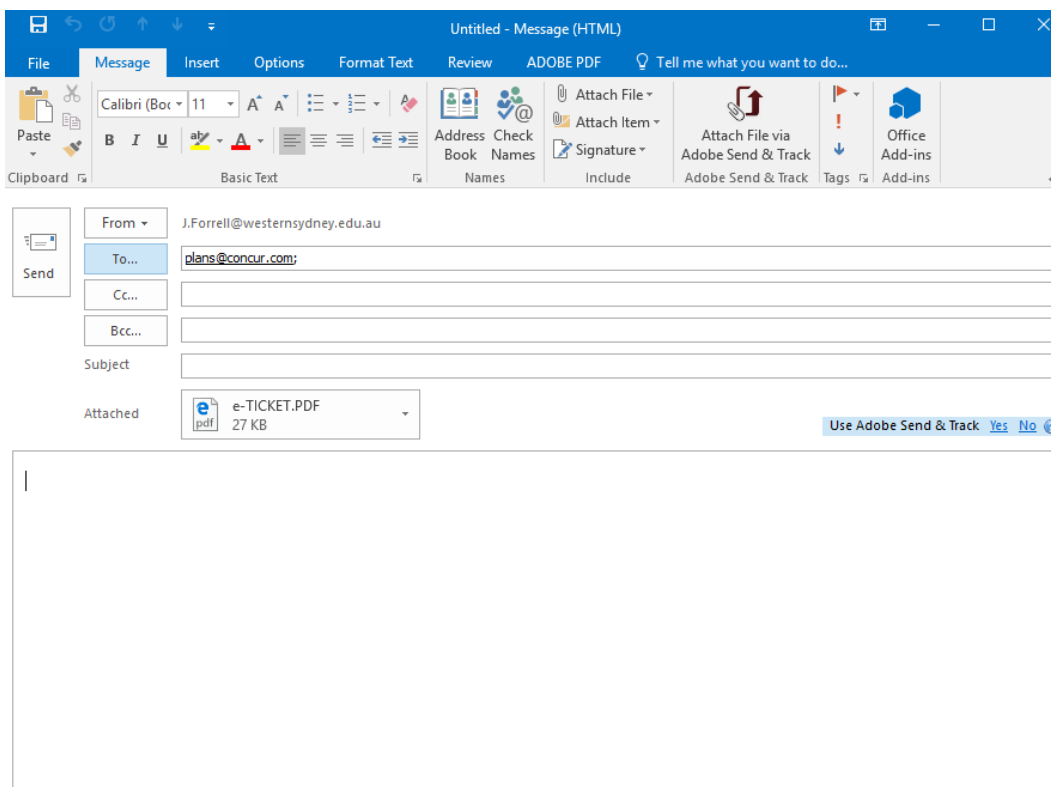 Untitled - Message (HTML)
File Message Insert Options Format Text Review ADOBE PDF Tell me what you want to do...
Paste
Clipboard
Calibri (Boc 11 A A
B I U aby A
Basic Text
Address Book
Check Names
Names
Attach File
Attach Item
Signature
Include
Attach File via
Adobe Send & Track
Adobe Send & Track
!
Tags
Office
Add-ins
Add-ins
Send
From J.Forrell@westernsydney.edu.au
To... plans@concur.com;
Cc...
Bcc...
Subject
Attached
pdf
e-TICKET.PDF
27 KB
Use Adobe Send & Track Yes No